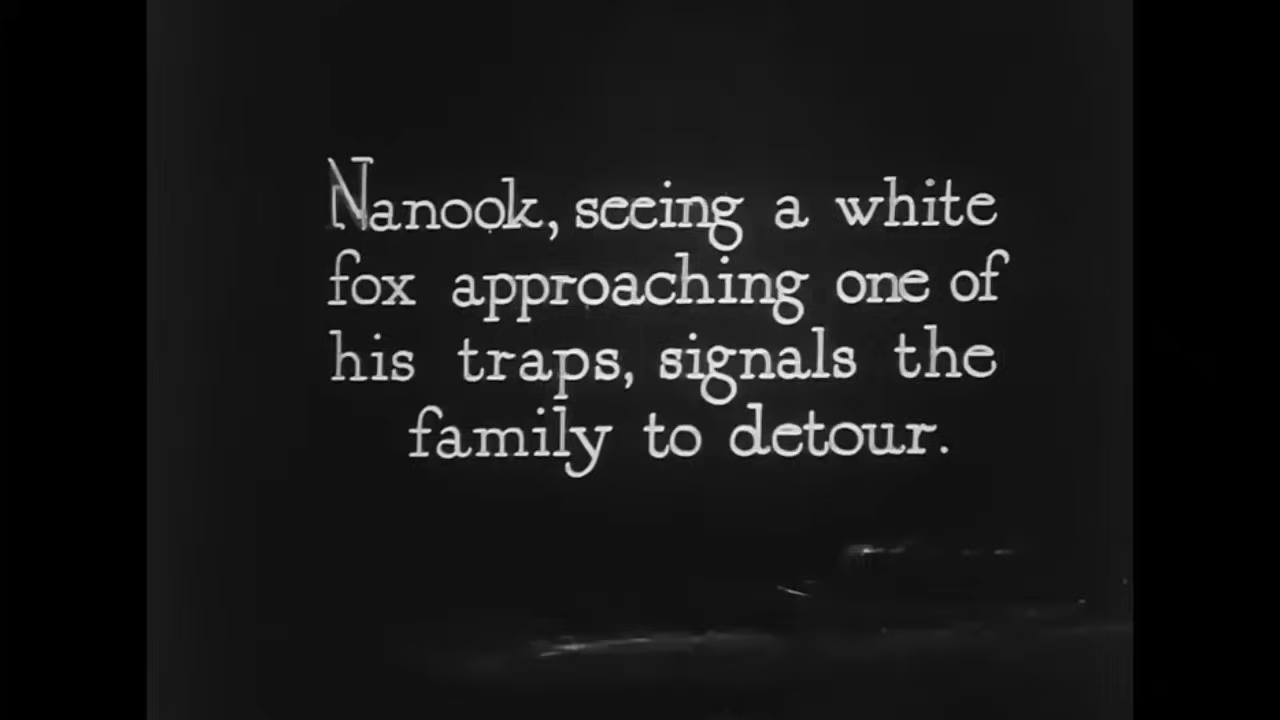 Nanook, seeing a white
fox approaching one of
his traps, signals the
family to detour.